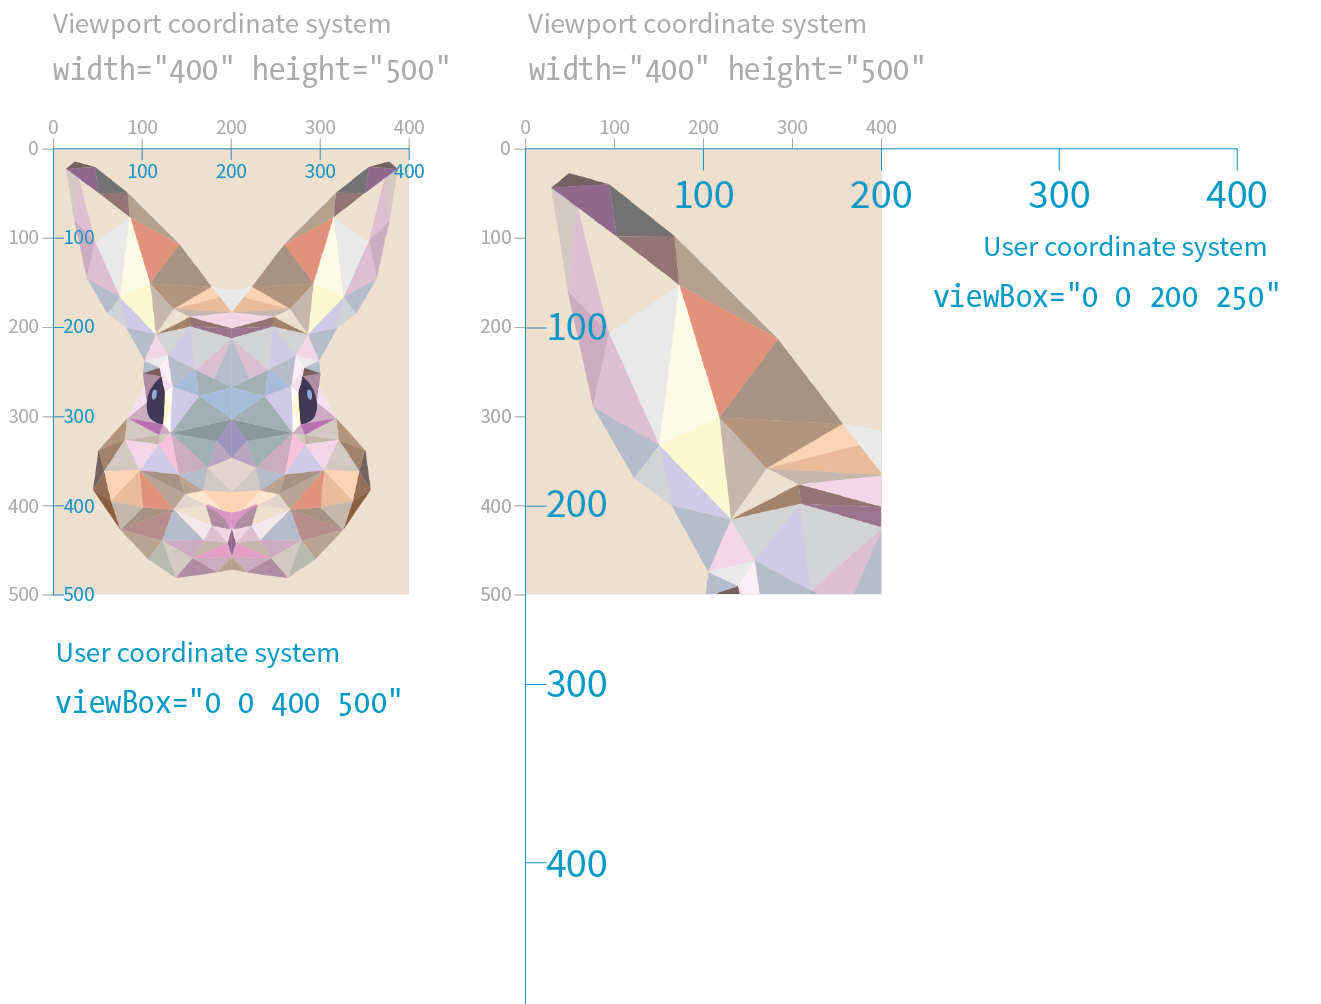 Viewport coordinate system
width="400" height="500"
0 100 200 300 400
0
100 200 300 400
100 100
200 200
300 300
400 400
500 500
User coordinate system
viewBox="0 0 400 500"
Viewport coordinate system
width="400" height="500"
0 100 200 300 400
0
100 200 300 400
100
200 100
300
400 200
500
300
400
User coordinate system
viewBox="0 0 200 250"